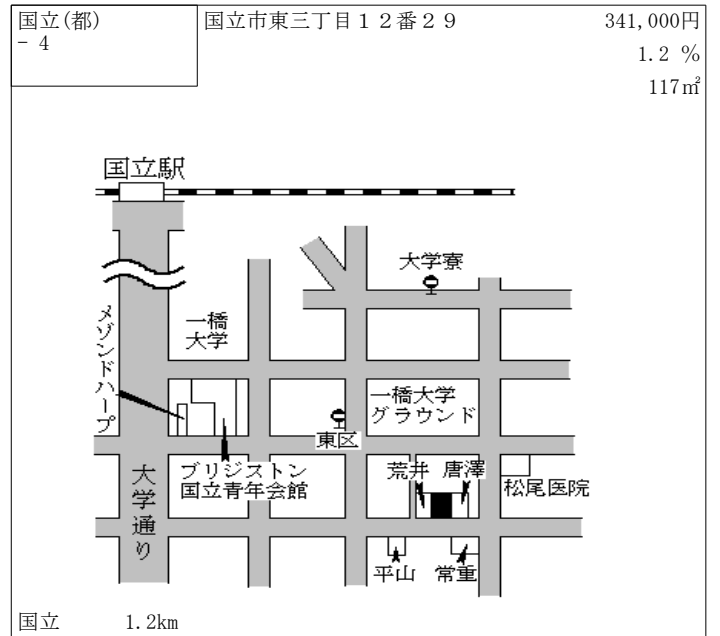 国立(都)
- 4
国立市東三丁目１２番２９
341,000円
1.2 %
117㎡
国立駅
大学寮
一橋
大学
メゾンドハープ
一橋大学
グラウンド
東区
ブリジストン
国立青年会館
大学通り
荒井
唐澤
松尾医院
平山
常重
国立
1.2km